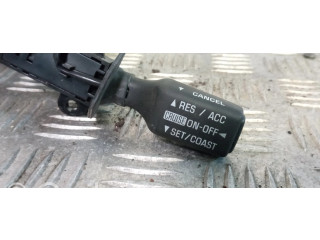 ▼ CANCEL
▲ RES / ACC
CRUISE ON-OFF ◄
▼ SET/COAST